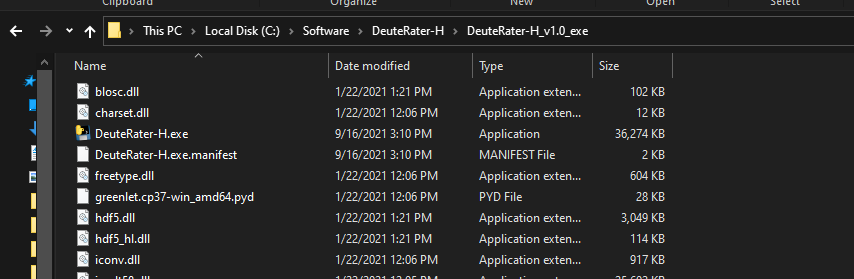 Clipboard Organize New Open Select
This PC > Local Disk (C:) > Software > DeuteRater-H > DeuteRater-H_v1.0_exe
Name Date modified Type Size
blosc.dll 1/22/2021 1:21 PM Application exten... 102 KB
charset.dll 1/22/2021 12:06 PM Application exten... 12 KB
DeuteRater-H.exe 9/16/2021 3:10 PM Application 36,274 KB
DeuteRater-H.exe.manifest 9/16/2021 3:10 PM MANIFEST File 2 KB
freetype.dll 1/22/2021 12:06 PM Application exten... 604 KB
greenlet.cp37-win_amd64.pyd 1/22/2021 12:06 PM PYD File 28 KB
hdf5.dll 1/22/2021 1:21 PM Application exten... 3,049 KB
hdf5_hl.dll 1/22/2021 1:21 PM Application exten... 114 KB
iconv.dll 1/22/2021 12:06 PM Application exten... 917 KB